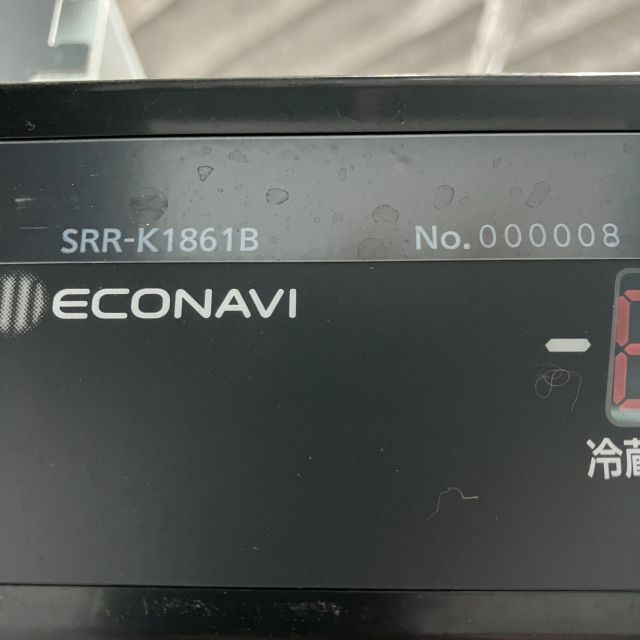 SRR-K1861B No.000008
ECONAVI
冷蔵